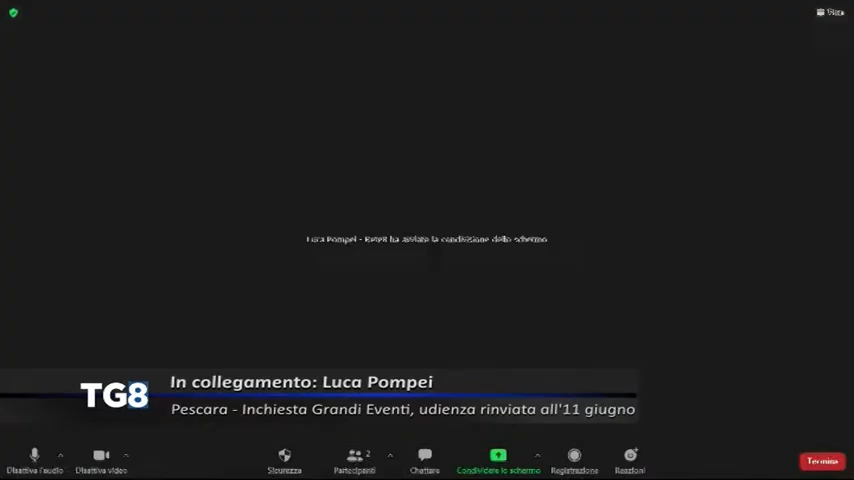 Luca Pompei - Rete8 ha avviato la condivisione dello schermo
In collegamento: Luca Pompei
TG8
Pescara - Inchiesta Grandi Eventi, udienza rinviata all'11 giugno
2
Disattiva l'audio
Disattiva video
Sicurezza
Partecipanti
Chattare
Condividere lo schermo
Registrazione
Reazioni
Termina